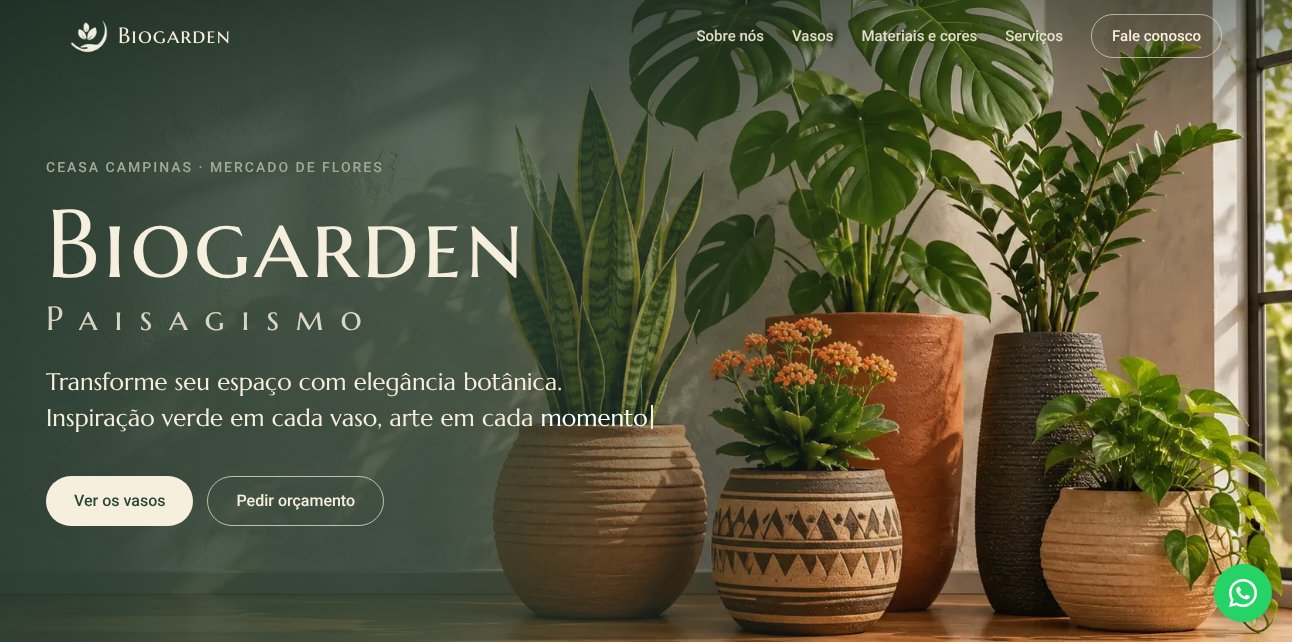 Biogarden
Sobre nós
Vasos
Materiais e cores
Serviços
Fale conosco
CEASA CAMPINAS · MERCADO DE FLORES
Biogarden
Paisagismo
Transforme seu espaço com elegância botânica.
Inspiração verde em cada vaso, arte em cada momento
Ver os vasos
Pedir orçamento